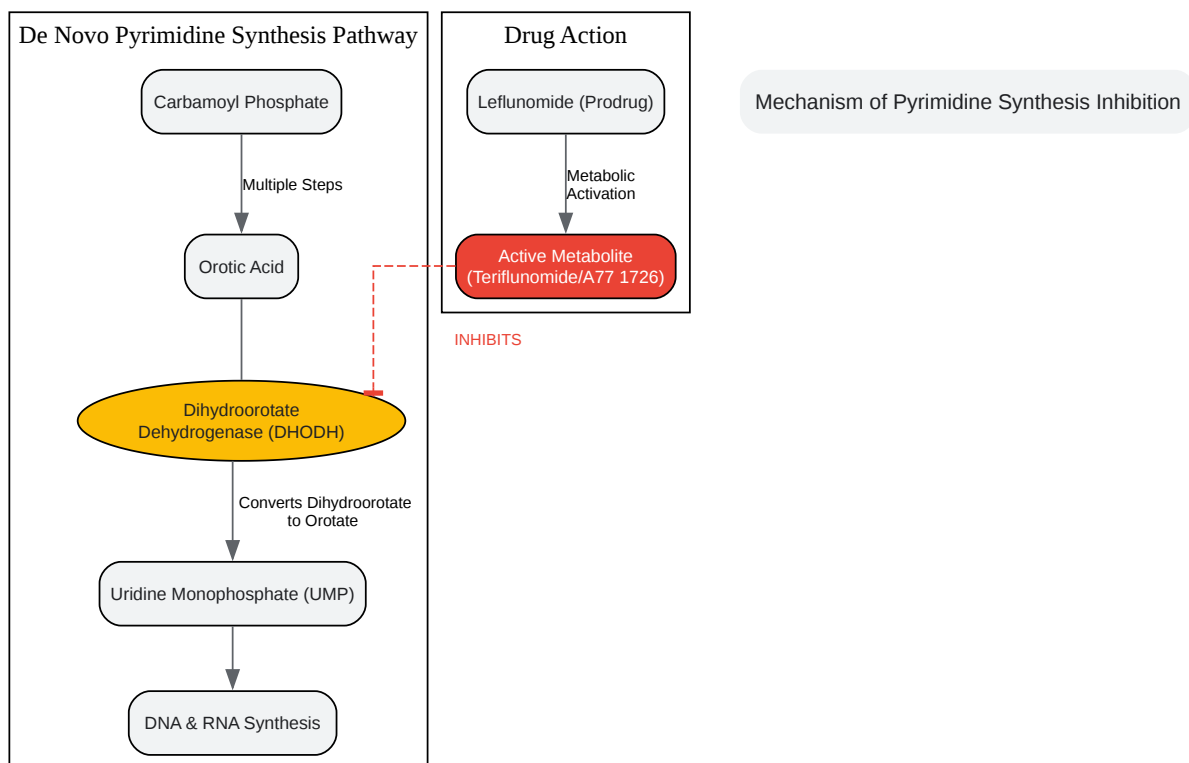 De Novo Pyrimidine Synthesis Pathway
Carbamoyl Phosphate
Multiple Steps
Orotic Acid
Dihydroorotate
Dehydrogenase (DHODH)
Converts Dihydroorotate
to Orotate
Uridine Monophosphate (UMP)
DNA & RNA Synthesis
Drug Action
Leflunomide (Prodrug)
Metabolic
Activation
Active Metabolite
(Teriflunomide/A77 1726)
INHIBITS
Mechanism of Pyrimidine Synthesis Inhibition